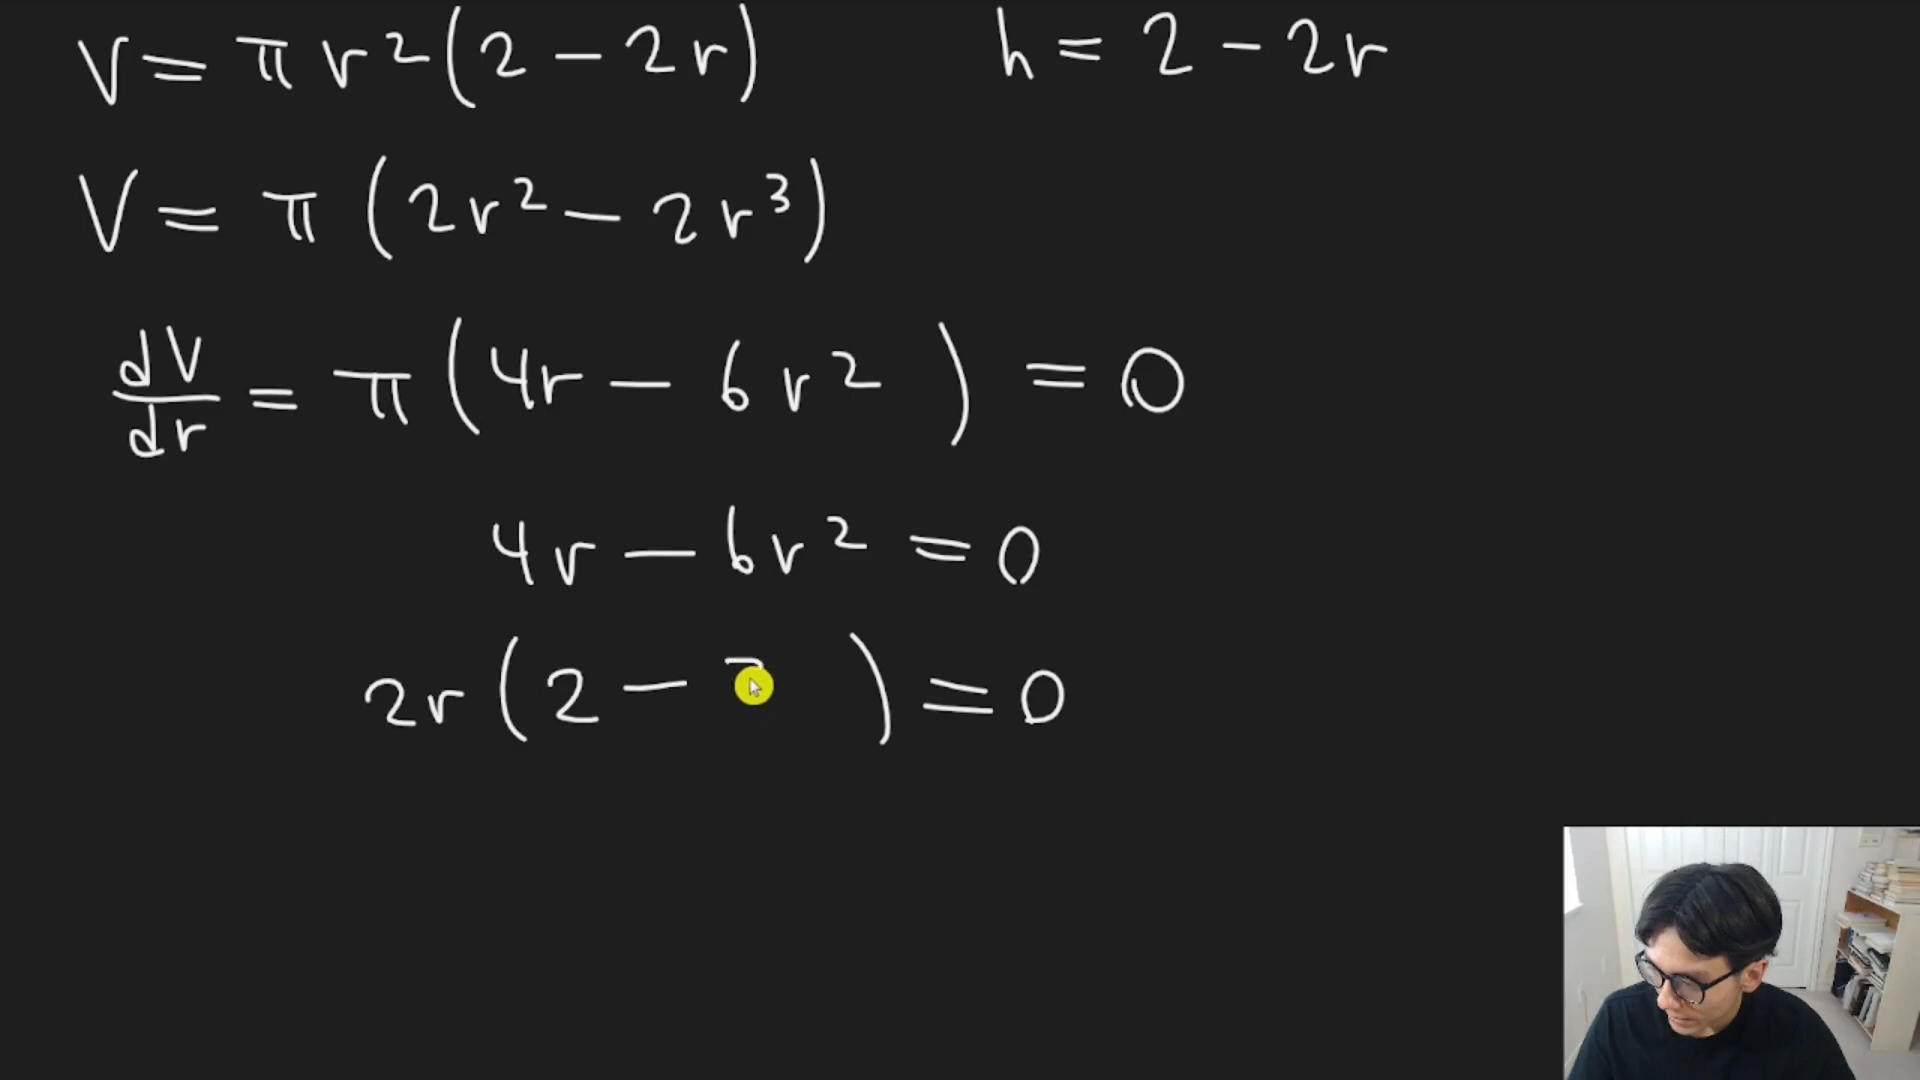 V = π r² (2 - 2r) h = 2 - 2r
V = π (2r² - 2r³)
dV/dr = π (4r - 6r²) = 0
4r - 6r² = 0
2r (2 - ) = 0